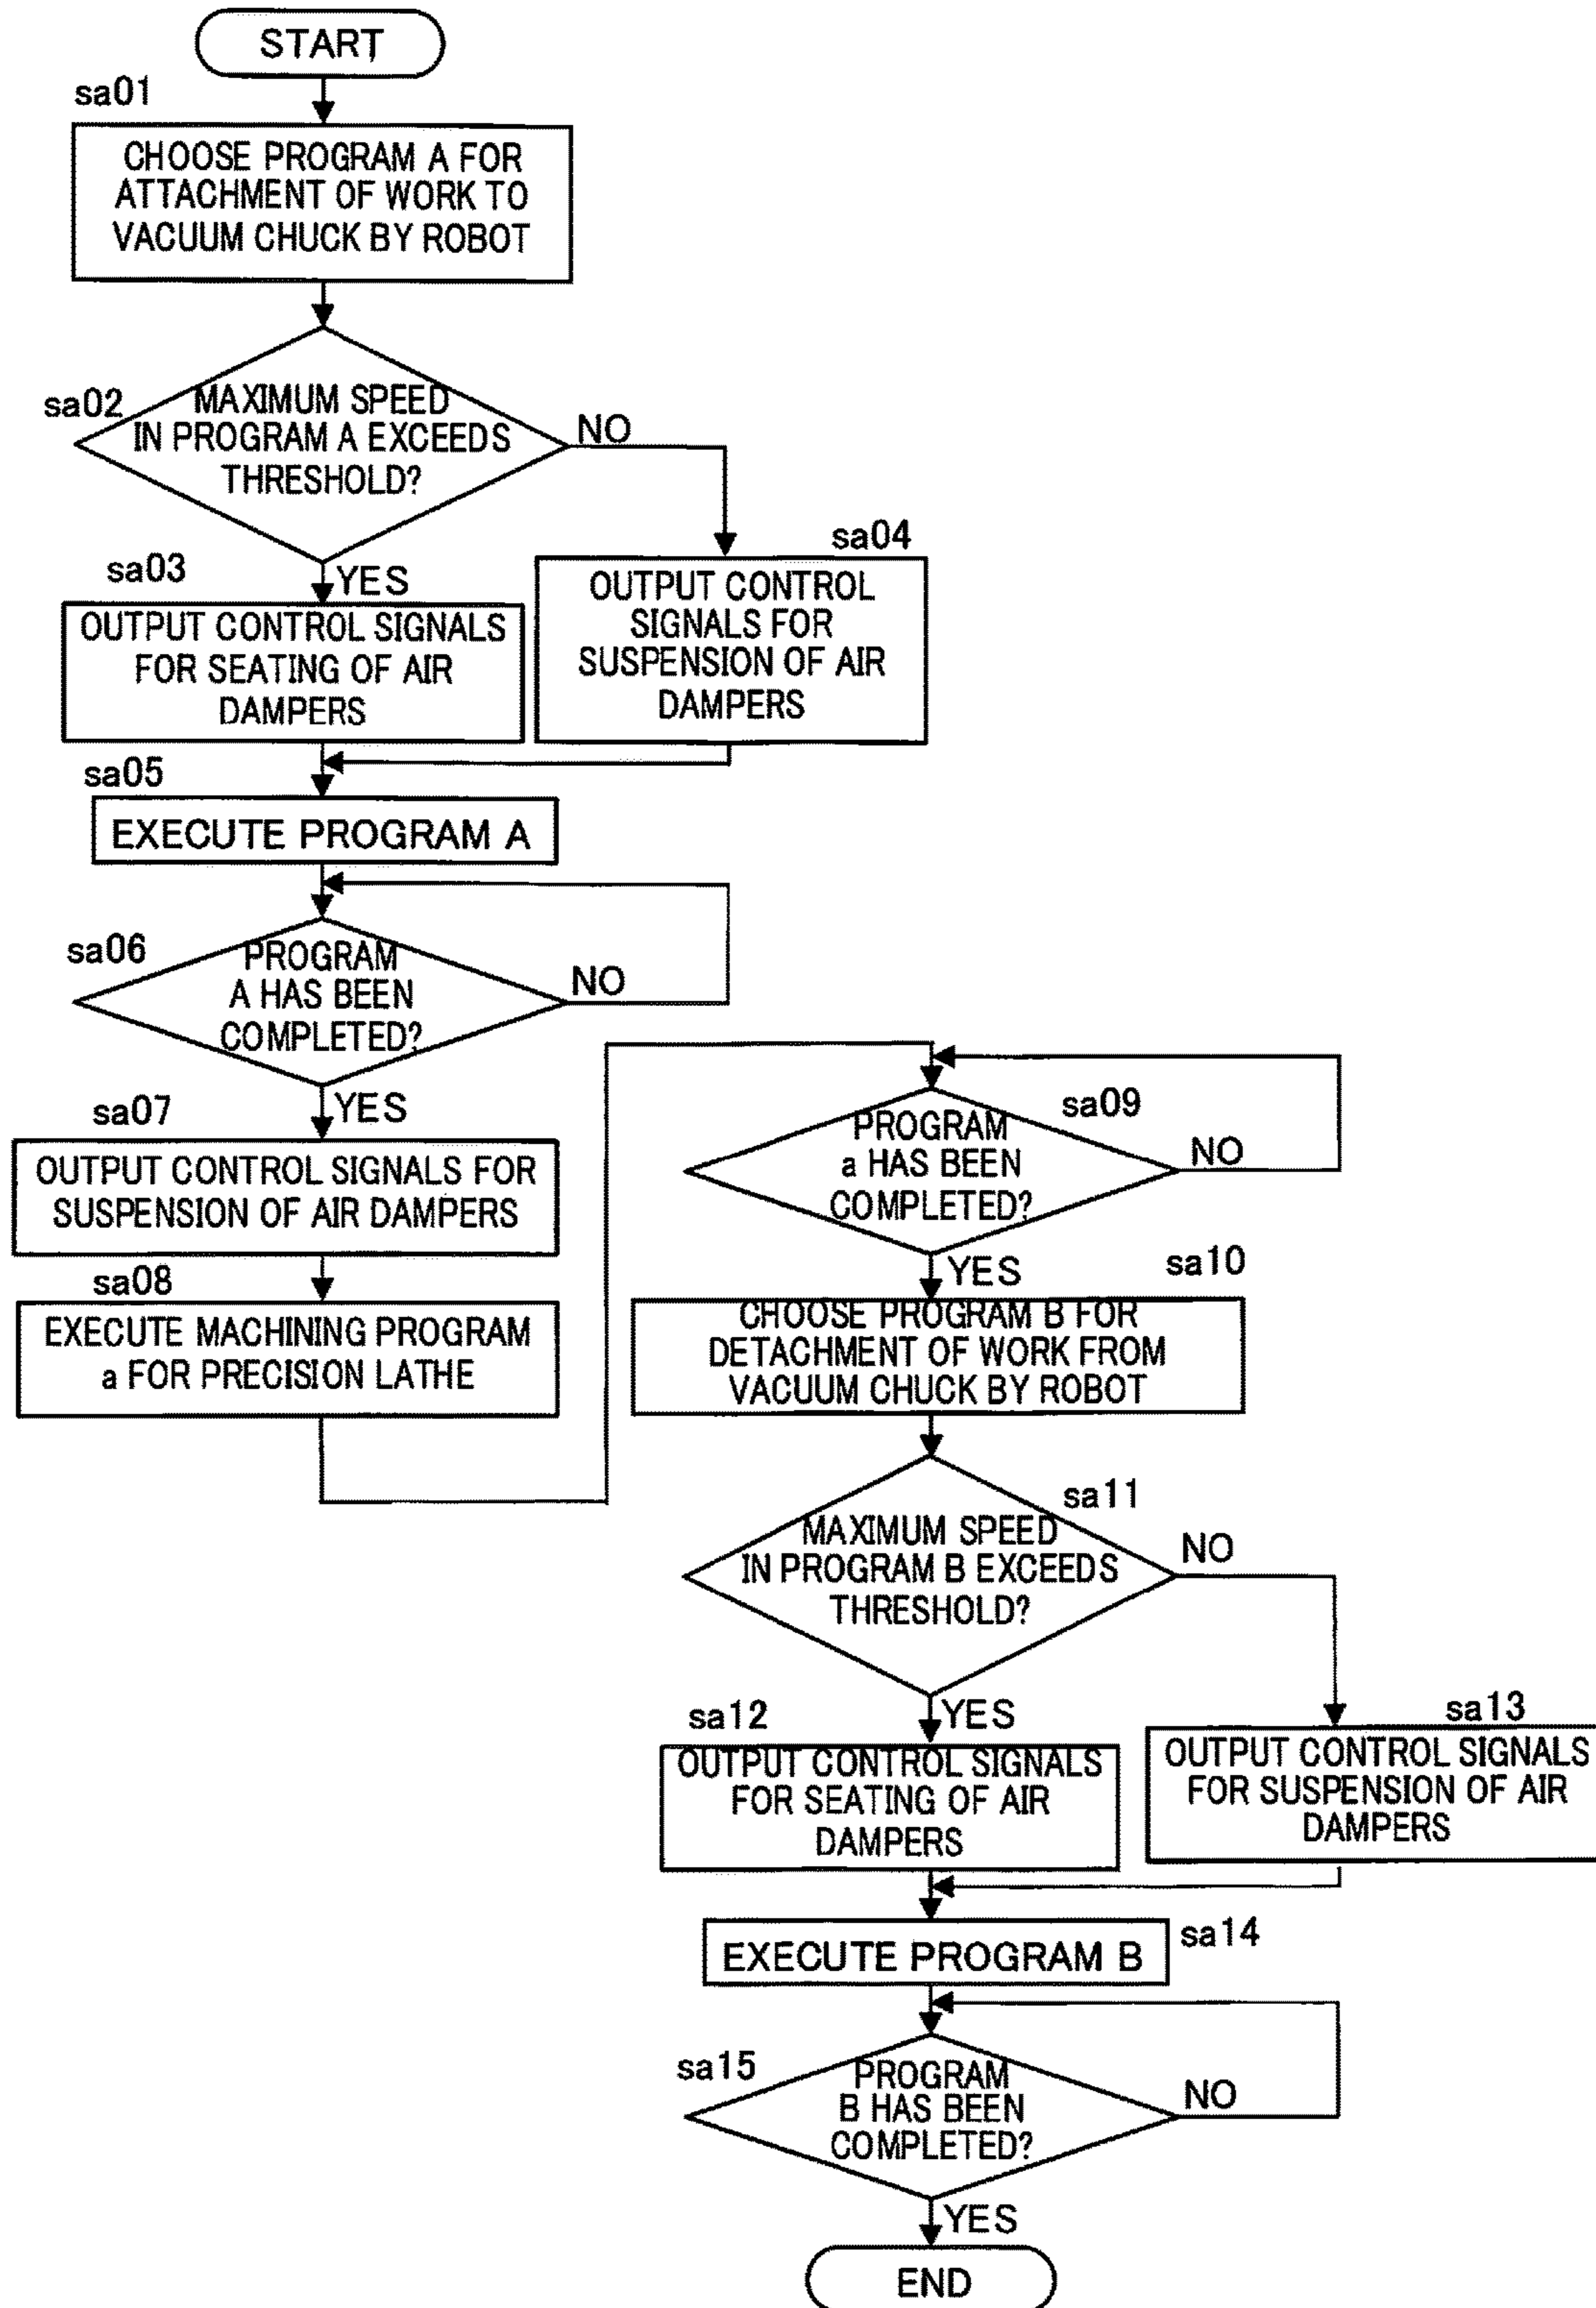 START
sa01
CHOOSE PROGRAM A FOR
ATTACHMENT OF WORK TO
VACUUM CHUCK BY ROBOT
sa02
MAXIMUM SPEED
IN PROGRAM A EXCEEDS
THRESHOLD?
NO
YES
sa03
OUTPUT CONTROL SIGNALS
FOR SEATING OF AIR
DAMPERS
sa04
OUTPUT CONTROL
SIGNALS FOR
SUSPENSION OF AIR
DAMPERS
sa05
EXECUTE PROGRAM A
sa06
PROGRAM
A HAS BEEN
COMPLETED?
NO
YES
sa07
OUTPUT CONTROL SIGNALS FOR
SUSPENSION OF AIR DAMPERS
sa08
EXECUTE MACHINING PROGRAM
a FOR PRECISION LATHE
sa09
PROGRAM
a HAS BEEN
COMPLETED?
NO
YES
sa10
CHOOSE PROGRAM B FOR
DETACHMENT OF WORK FROM
VACUUM CHUCK BY ROBOT
sa11
MAXIMUM SPEED
IN PROGRAM B EXCEEDS
THRESHOLD?
NO
YES
sa12
OUTPUT CONTROL SIGNALS
FOR SEATING OF AIR
DAMPERS
sa13
OUTPUT CONTROL SIGNALS
FOR SUSPENSION OF AIR
DAMPERS
sa14
EXECUTE PROGRAM B
sa15
PROGRAM
B HAS BEEN
COMPLETED?
NO
YES
END